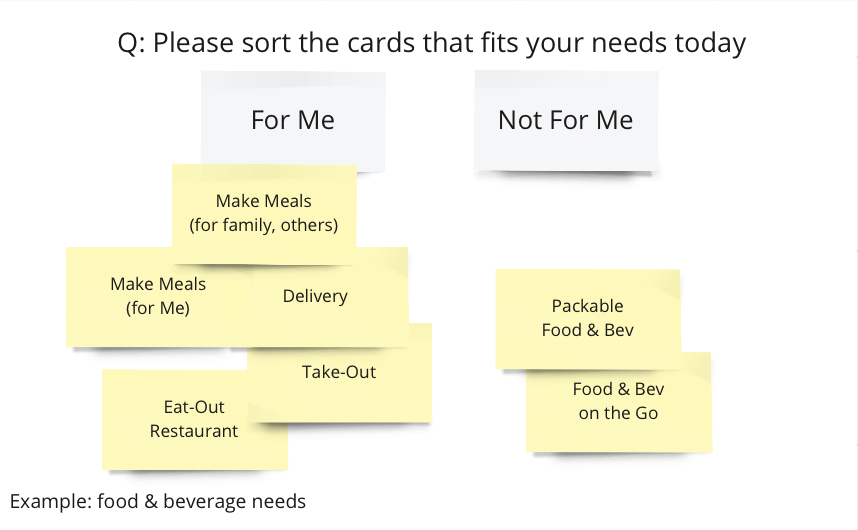 Q: Please sort the cards that fits your needs today
For Me
Not For Me
Make Meals
(for family, others)
Make Meals
(for Me)
Delivery
Packable
Food & Bev
Take-Out
Food & Bev
on the Go
Eat-Out
Restaurant
Example: food & beverage needs